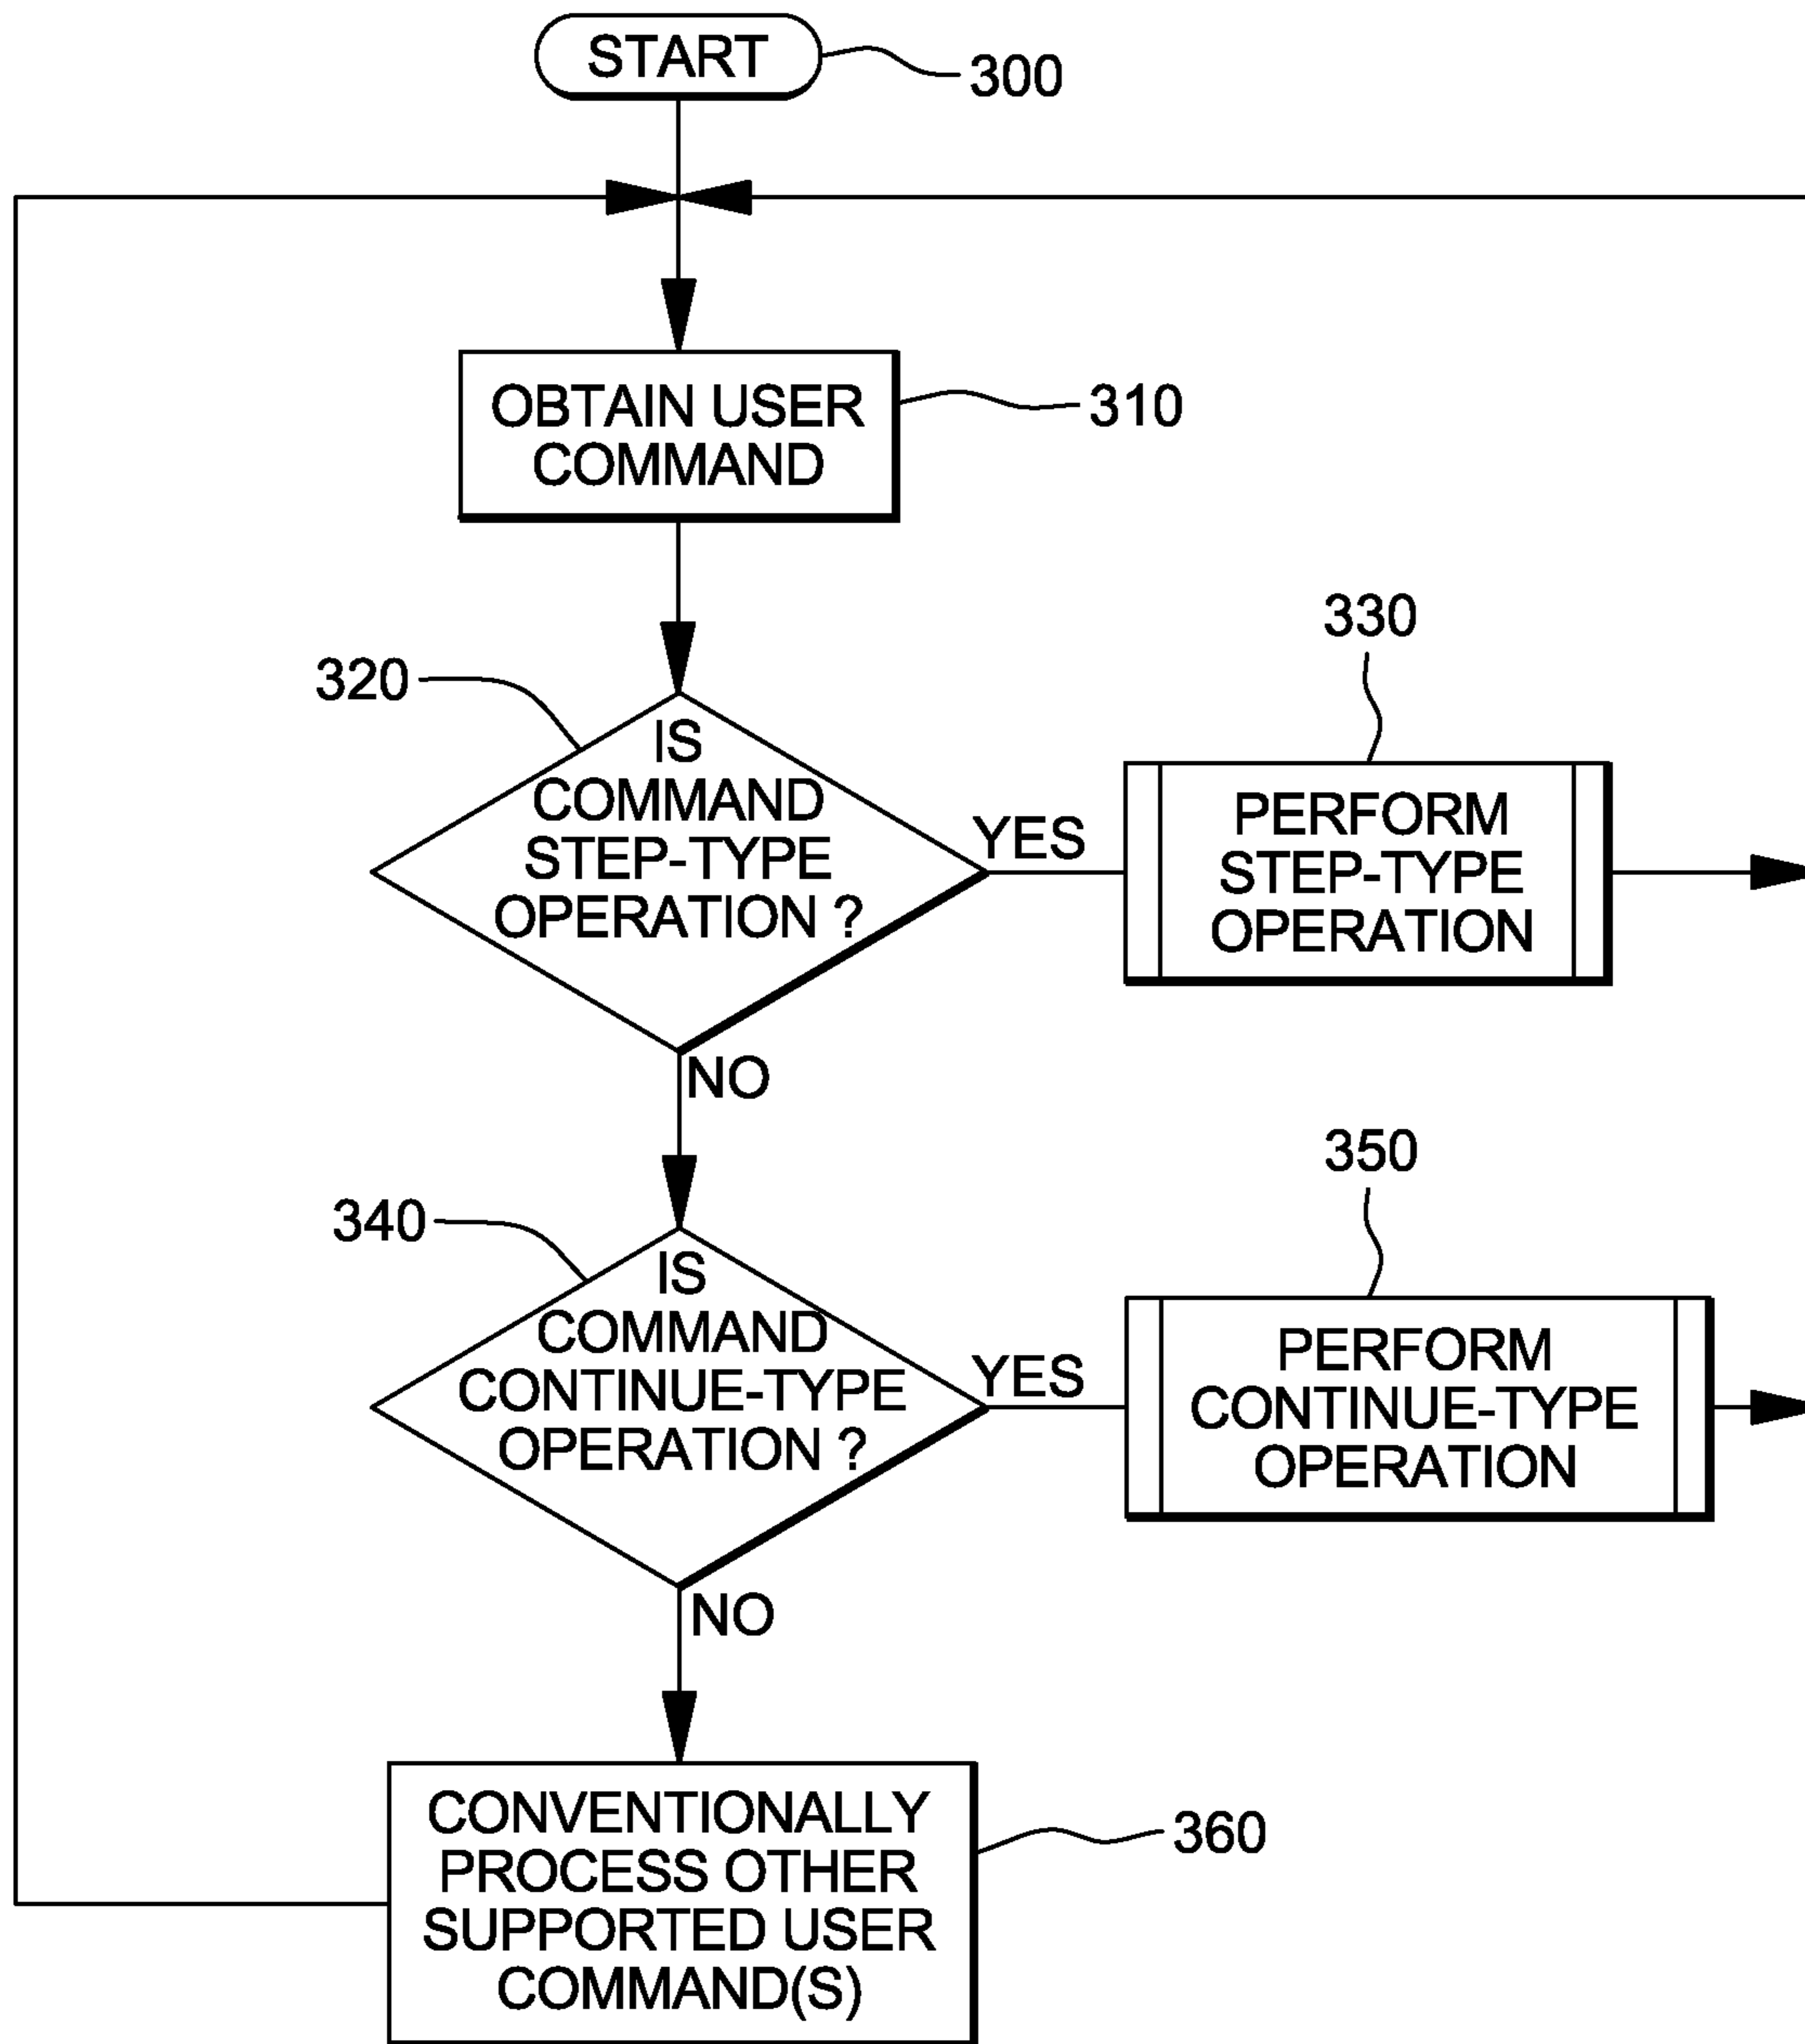 START
300
OBTAIN USER
COMMAND
310
320
IS
COMMAND
STEP-TYPE
OPERATION ?
YES
330
PERFORM
STEP-TYPE
OPERATION
NO
340
IS
COMMAND
CONTINUE-TYPE
OPERATION ?
YES
350
PERFORM
CONTINUE-TYPE
OPERATION
NO
CONVENTIONALLY
PROCESS OTHER
SUPPORTED USER
COMMAND(S)
360